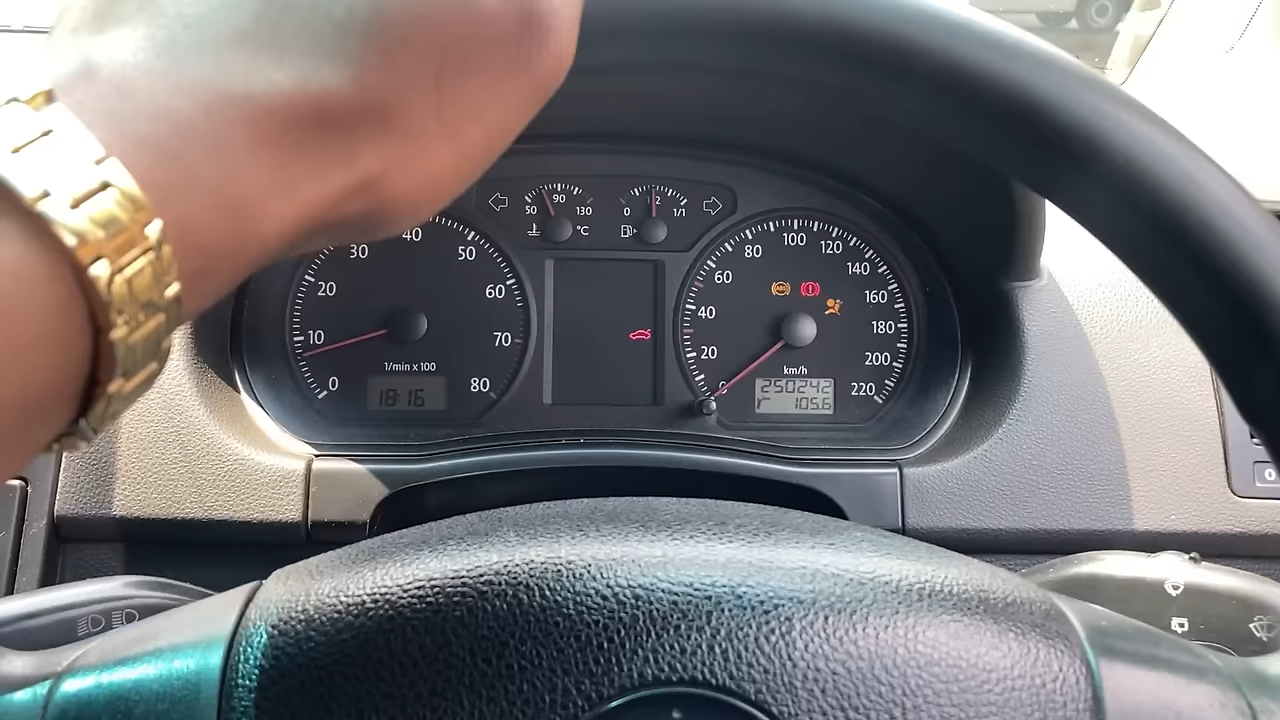 50 90 130
°C
0 1/2 1/1
0 10 20 30 40 50 60 70 80
1/min x 100
18:16
20 40 60 80 100 120 140 160 180 200 220
ABS
km/h
250242
105.6
0